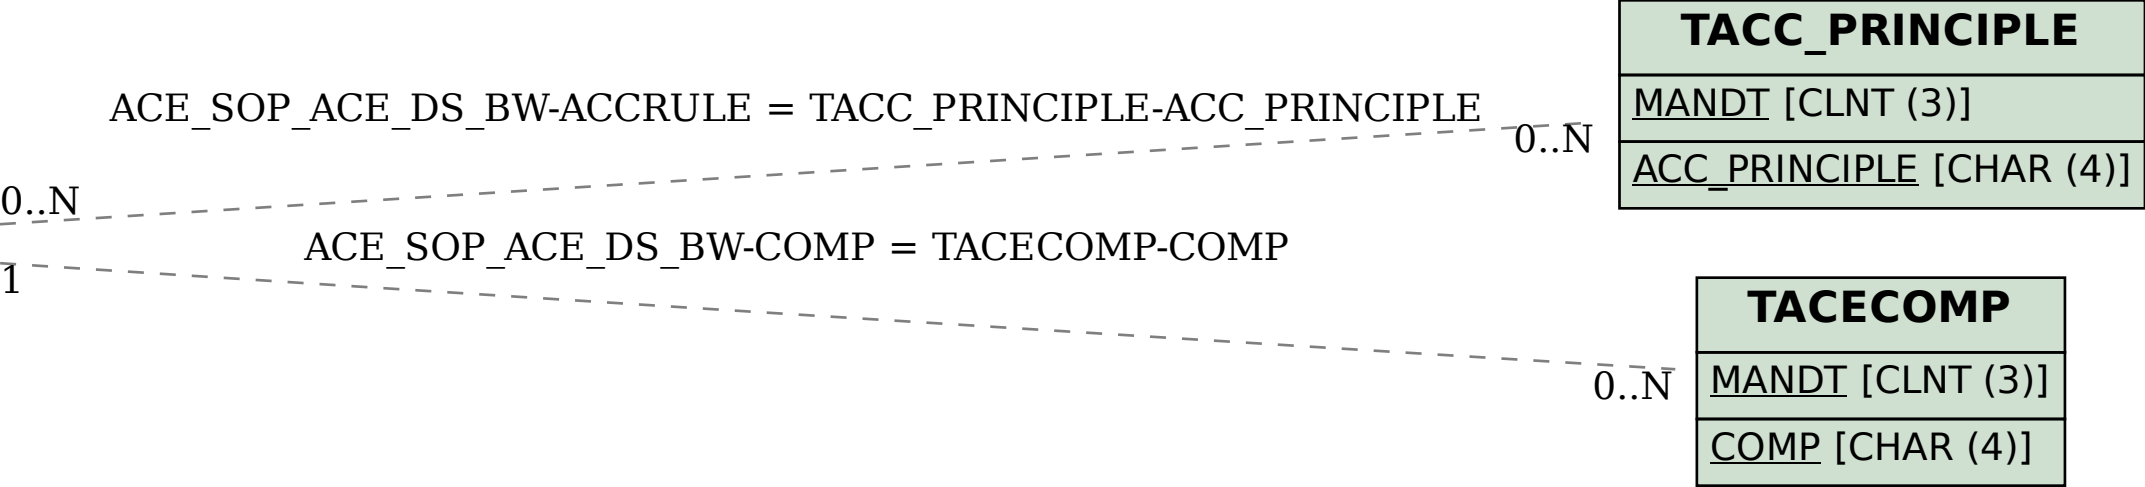 TACC_PRINCIPLE
MANDT [CLNT (3)]
ACC_PRINCIPLE [CHAR (4)]
ACE_SOP_ACE_DS_BW-ACCRULE = TACC_PRINCIPLE-ACC_PRINCIPLE
0..N
0..N
ACE_SOP_ACE_DS_BW-COMP = TACECOMP-COMP
1
0..N
TACECOMP
MANDT [CLNT (3)]
COMP [CHAR (4)]